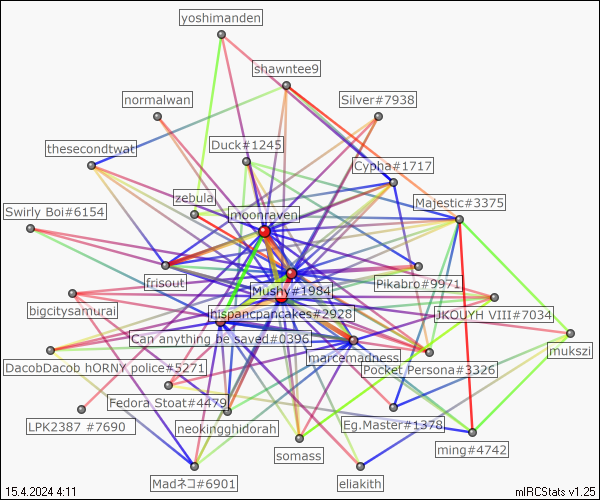 yoshimanden
shawntee9
normalwan
Silver#7938
thesecondtwat
Duck#1245
Cypha#1717
zebula
Majestic#3375
Swirly Boi#6154
moonraven
frisout
Mushy#1984
Pikabro#9971
bigcitysamurai
hispancpancakes#2928
JKOUYH VIII#7034
Can anything be saved#0396
marcemadness
mukszi
DacobDacob hORNY police#5271
Pocket Persona#3326
Fedora Stoat#4479
LPK2387 #7690
neokingghidorah
Eg.Master#1378
somass
ming#4742
Madネコ#6901
eliakith
15.4.2024 4:11
mIRCStats v1.25